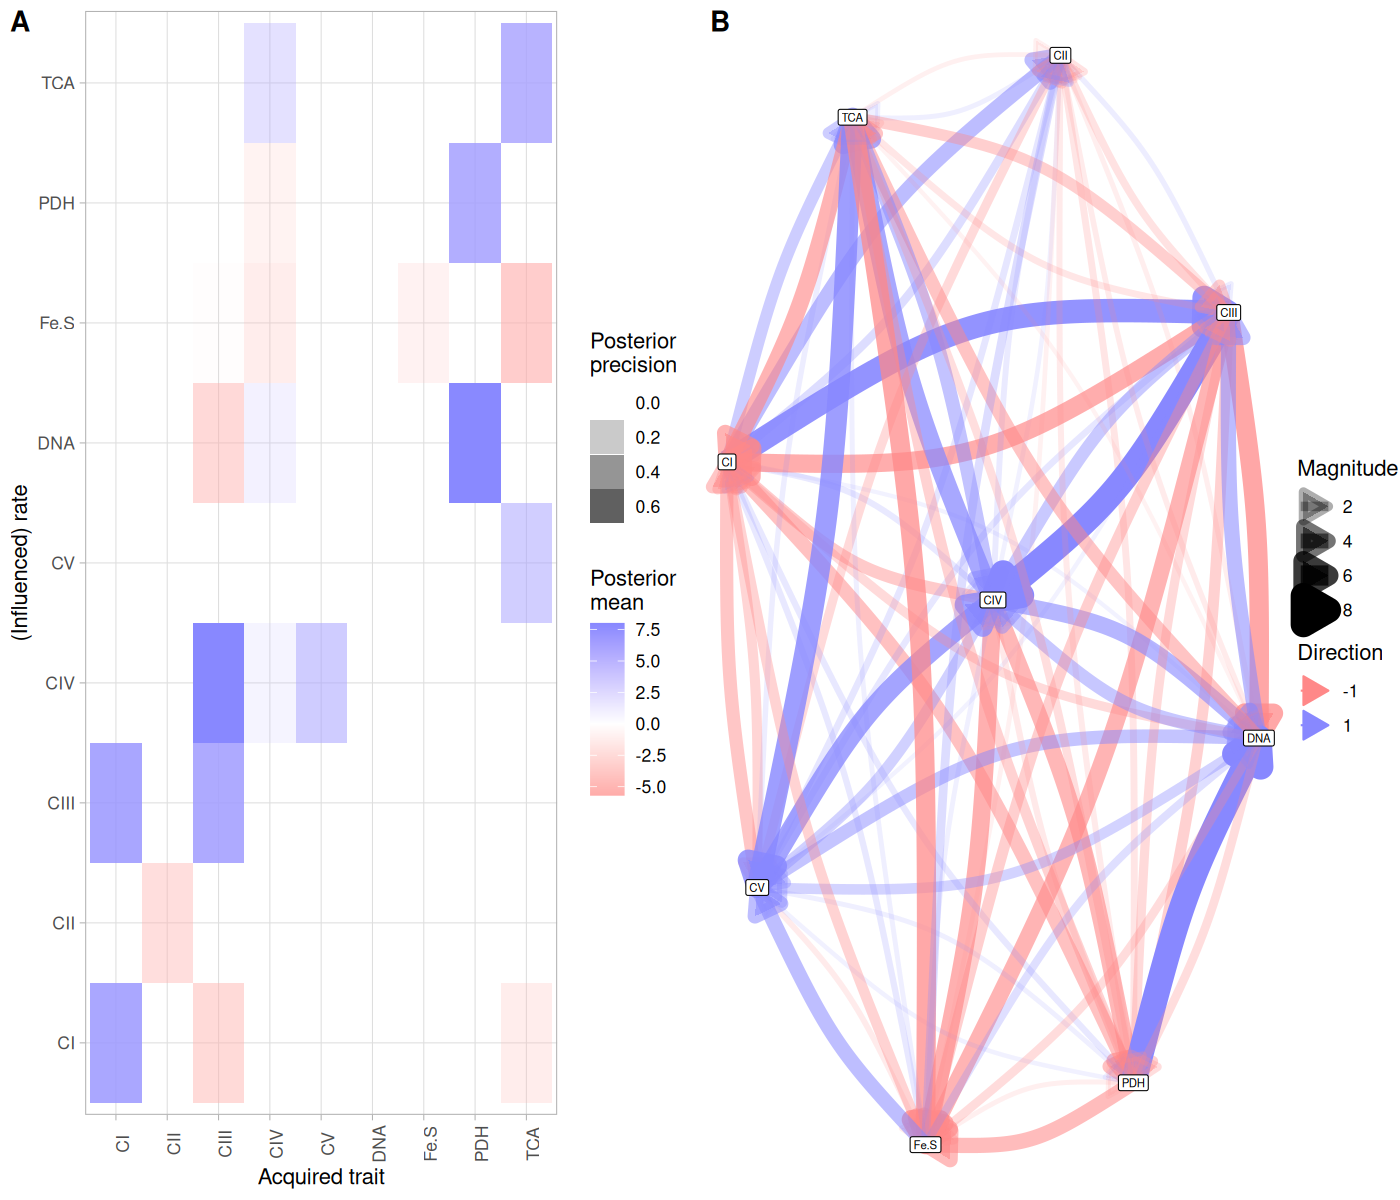 A
B
TCA
PDH
Fe.S
DNA
CV
CIV
CIII
CII
CI
(Influenced) rate
CI
CII
CIII
CIV
CV
DNA
Fe.S
PDH
TCA
Acquired trait
Posterior
precision
0.0
0.2
0.4
0.6
Posterior
mean
7.5
5.0
2.5
0.0
-2.5
-5.0
CII
TCA
CIII
CI
CIV
DNA
CV
PDH
Fe.S
Magnitude
2
4
6
8
Direction
-1
1